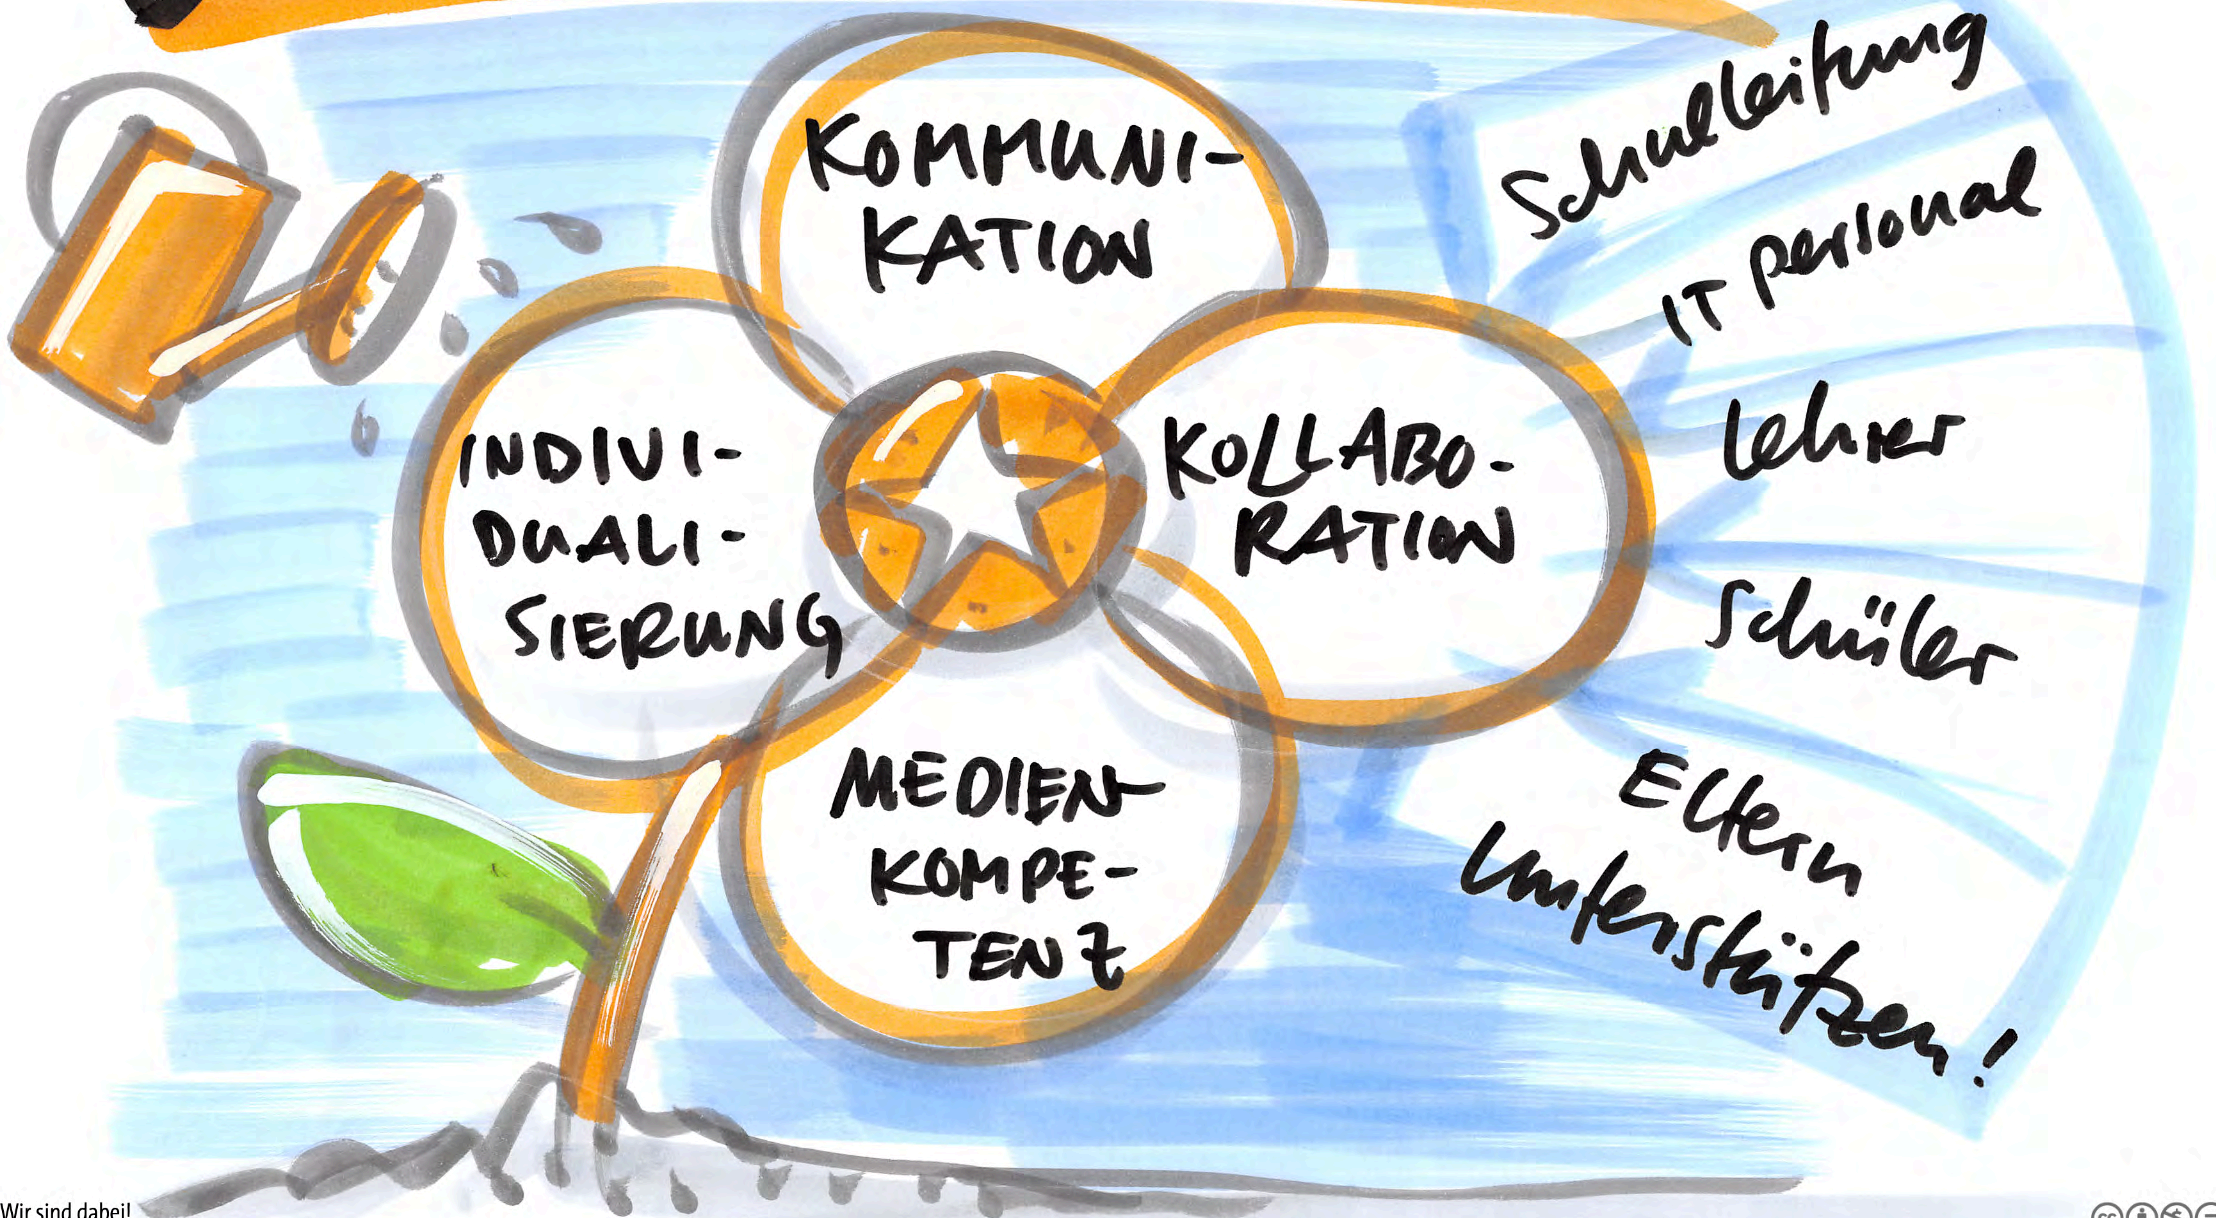 KOMMUNI-
KATION
INDIVI-
DUALI-
SIERUNG
KOLLABO-
RATION
MEDIEN-
KOMPE-
TENZ
Schulleitung
IT personal
Lehrer
Schüler
Eltern
Unterstützen!
Wir sind dabei!